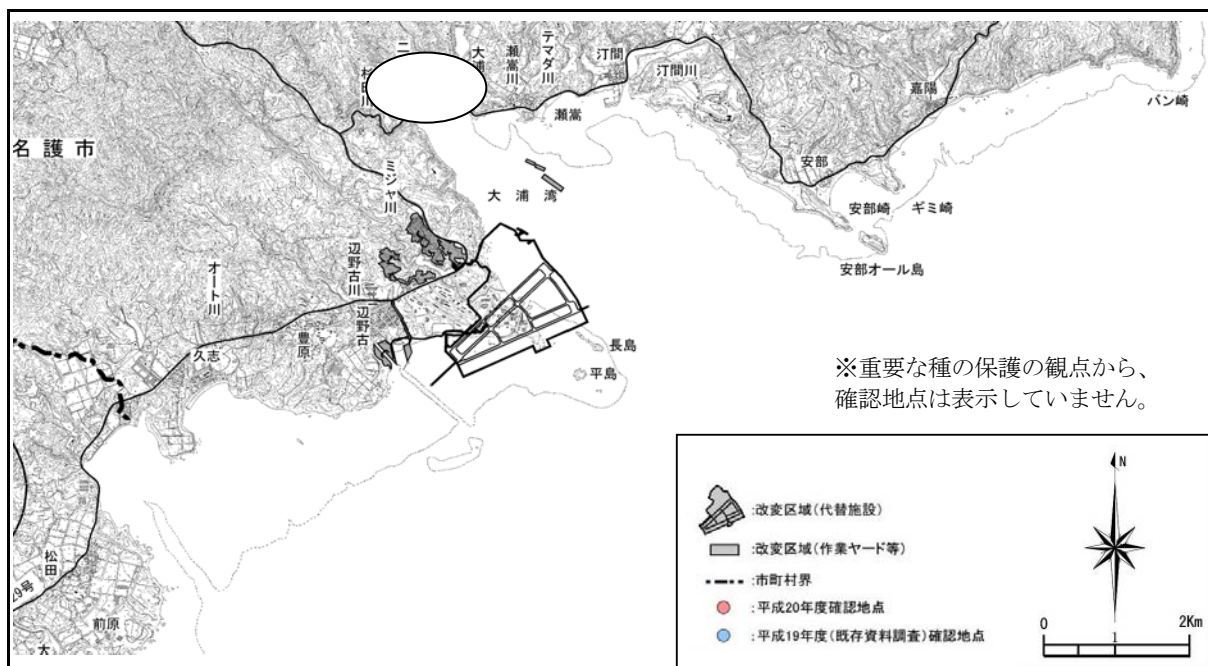 二
大浦
瀬嵩川
テマダ川
汀間
汀間川
嘉陽
バン崎
瀬嵩
名護市
ミジャ川
大浦湾
安部
安部崎
ギミ崎
安部オール島
辺野古川
辺野古
オート川
豊原
久志
長島
平島
※重要な種の保護の観点から、
確認地点は表示していません。
松田
29号
前原
大
N
:改変区域(代替施設)
:改変区域(作業ヤード等)
:市町村界
:平成20年度確認地点
:平成19年度(既存資料調査)確認地点
0
1
2Km